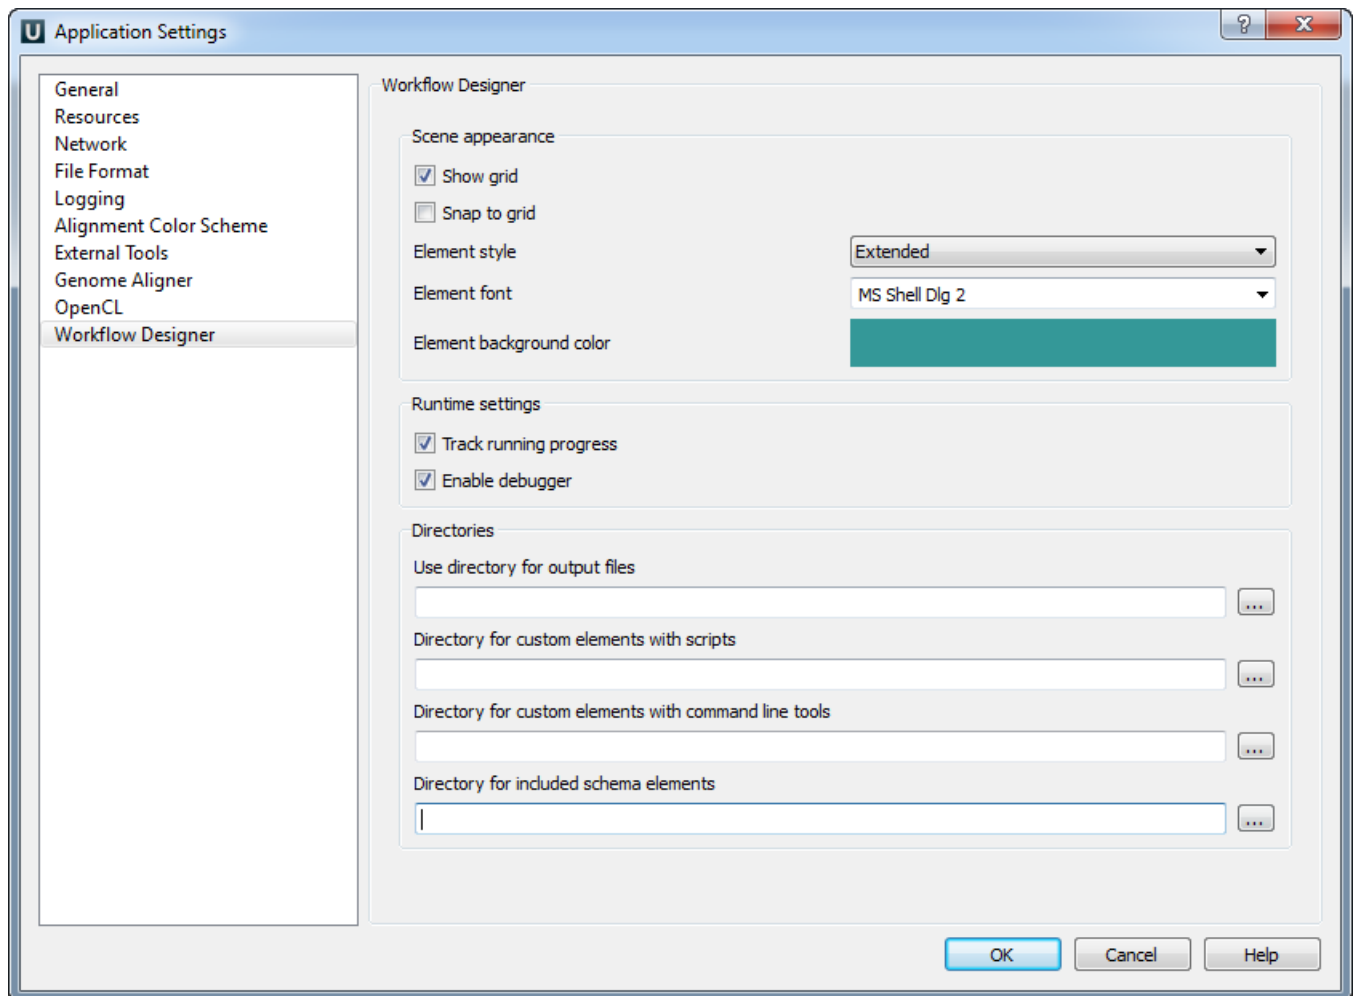 U Application Settings ? X
General
Resources
Network
File Format
Logging
Alignment Color Scheme
External Tools
Genome Aligner
OpenCL
Workflow Designer
Workflow Designer
Scene appearance
Show grid
Snap to grid
Element style Extended
Element font MS Shell Dlg 2
Element background color
Runtime settings
Track running progress
Enable debugger
Directories
Use directory for output files
...
Directory for custom elements with scripts
...
Directory for custom elements with command line tools
...
Directory for included schema elements
...
OK Cancel Help